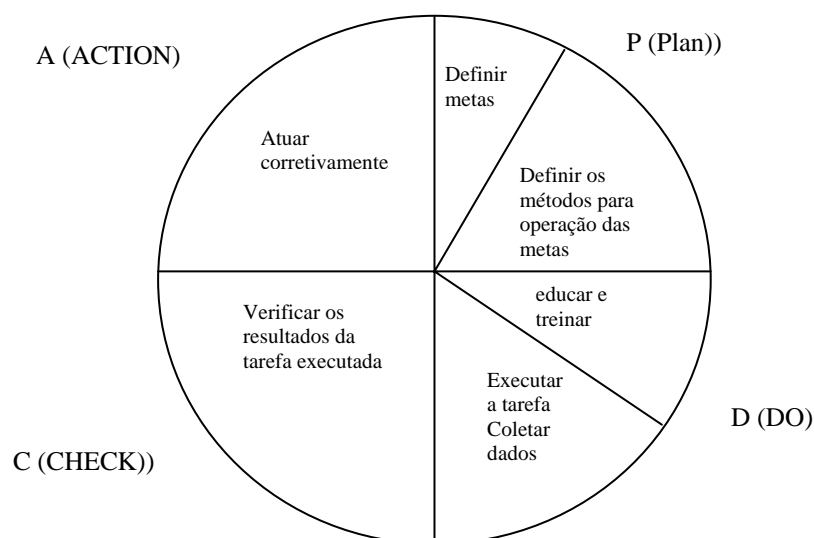 A (ACTION)
P (Plan))
Definir
metas
Atuar
corretivamente
Definir os
métodos para
operação das
metas
educar e
treinar
Verificar os
resultados da
tarefa executada
Executar
a tarefa
Coletar
dados
D (DO)
C (CHECK))